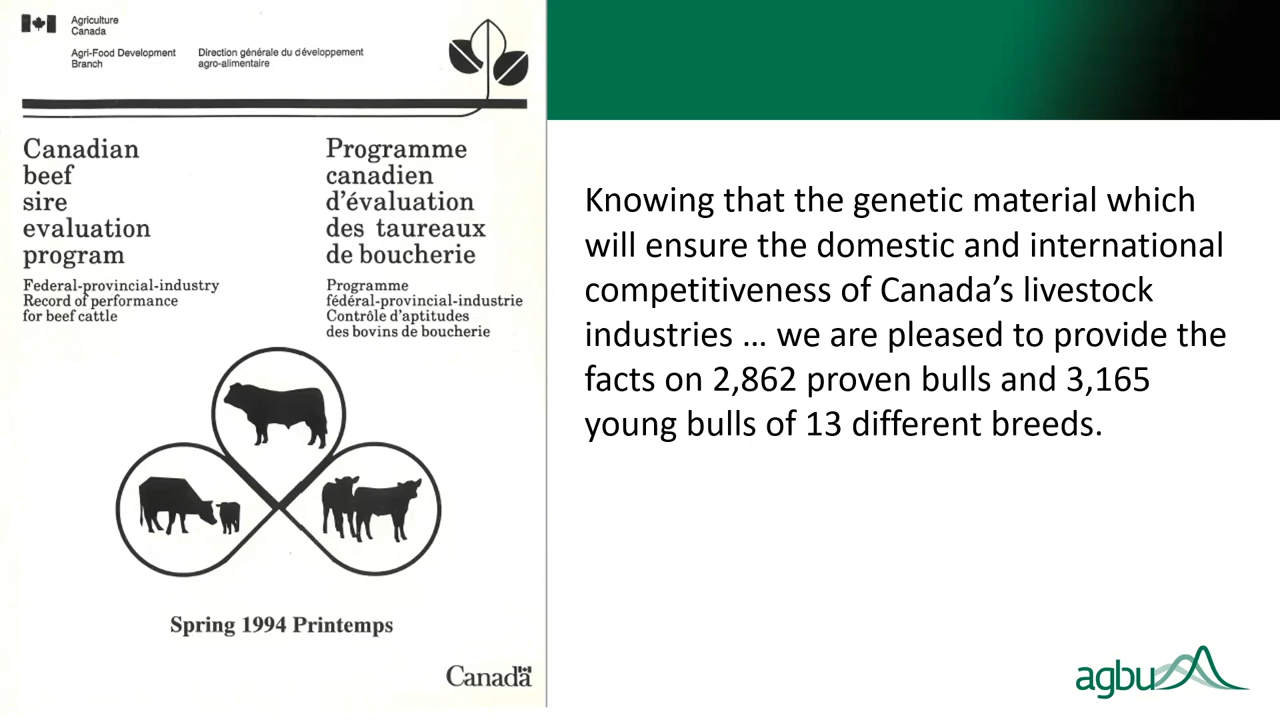 Agriculture
Canada
Agri-Food Development
Branch
Direction générale du développement
agro-alimentaire
Canadian
beef
sire
evaluation
program
Programme
canadien
d'évaluation
des taureaux
de boucherie
Federal-provincial-industry
Record of performance
for beef cattle
Programme
fédéral-provincial-industrie
Contrôle d'aptitudes
des bovins de boucherie
Spring 1994 Printemps
Canada
Knowing that the genetic material which
will ensure the domestic and international
competitiveness of Canada’s livestock
industries … we are pleased to provide the
facts on 2,862 proven bulls and 3,165
young bulls of 13 different breeds.
agbu